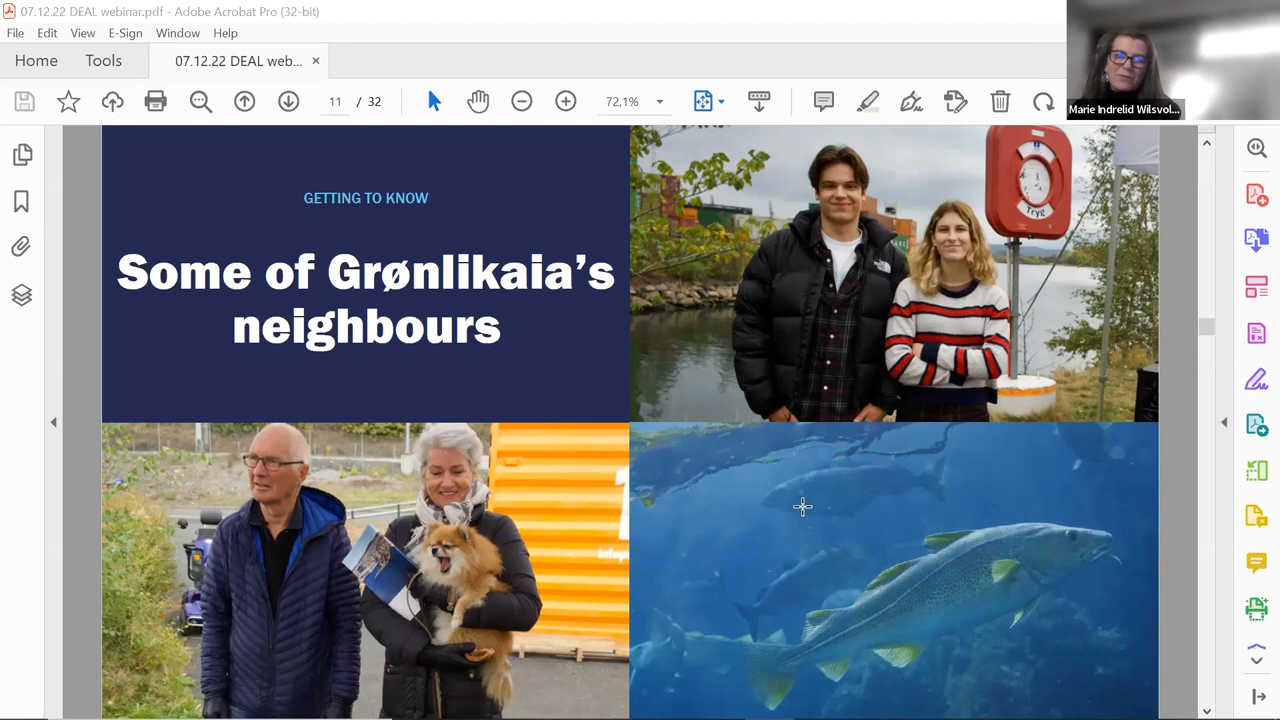 07.12.22 DEAL webinar.pdf - Adobe Acrobat Pro (32-bit)
File Edit View E-Sign Window Help
Home Tools 07.12.22 DEAL web... ×
11 / 32 72,1%
Marie Indrelid Wilsvol...
GETTING TO KNOW
Some of Grønlikaia’s
neighbours
Tryg